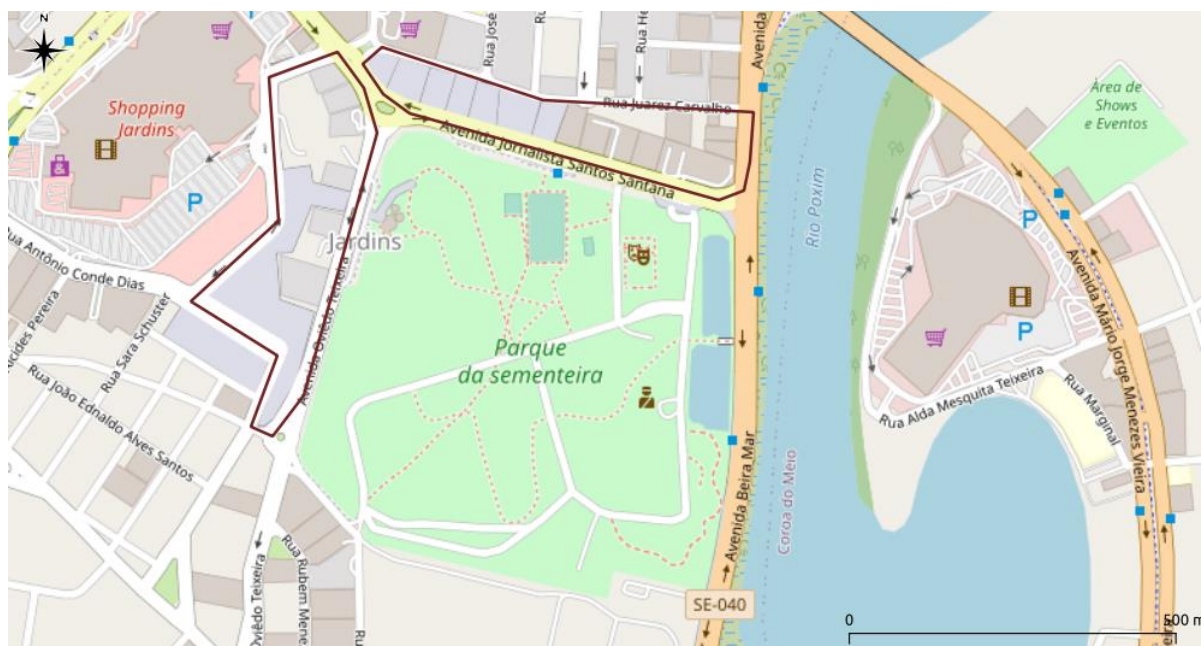 N
Shopping
Jardins
P
Rua José
Rua He
Avenida
Avenida
Rua Juarez Carvalho
Avenida Jornalista Santos Santana
Área de
Shows
e Eventos
Rio Poxim
P
Jardins
Rua Antônio Conde Dias
Rua Sara Schuster
Avenida Oviêdo Teixeira
Avenida Mário Jorge Menezes Vieira
Parque
da sementeira
P
Rua Alda Mesquita Teixeira
Rua Marginal
Rua João Ednaldo Alves Santos
Avenida Beira Mar
Coroa do Meio
Oviêdo Teixeira
Rua Rubem Mene
Ru
SE-040
0
500 m